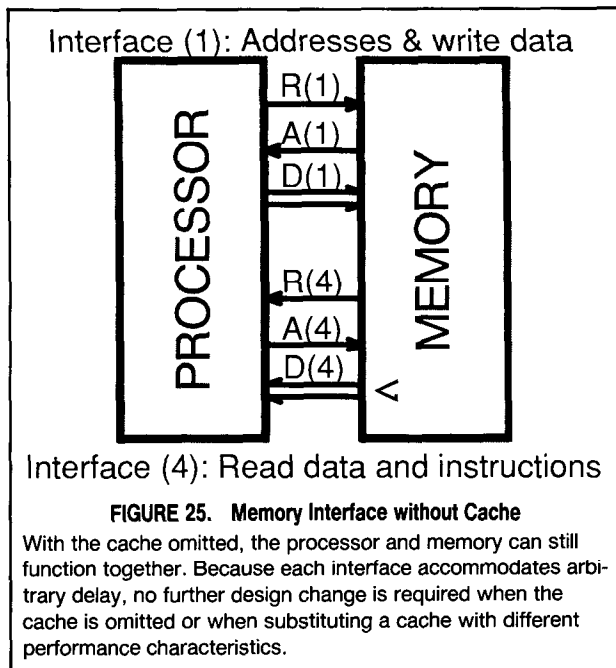 Interface (1): Addresses & write data
PROCESSOR
R(1)
A(1)
D(1)
R(4)
A(4)
D(4)
MEMORY
<
Interface (4): Read data and instructions
FIGURE 25. Memory Interface without Cache
With the cache omitted, the processor and memory can still
function together. Because each interface accommodates arbi-
trary delay, no further design change is required when the
cache is omitted or when substituting a cache with different
performance characteristics.